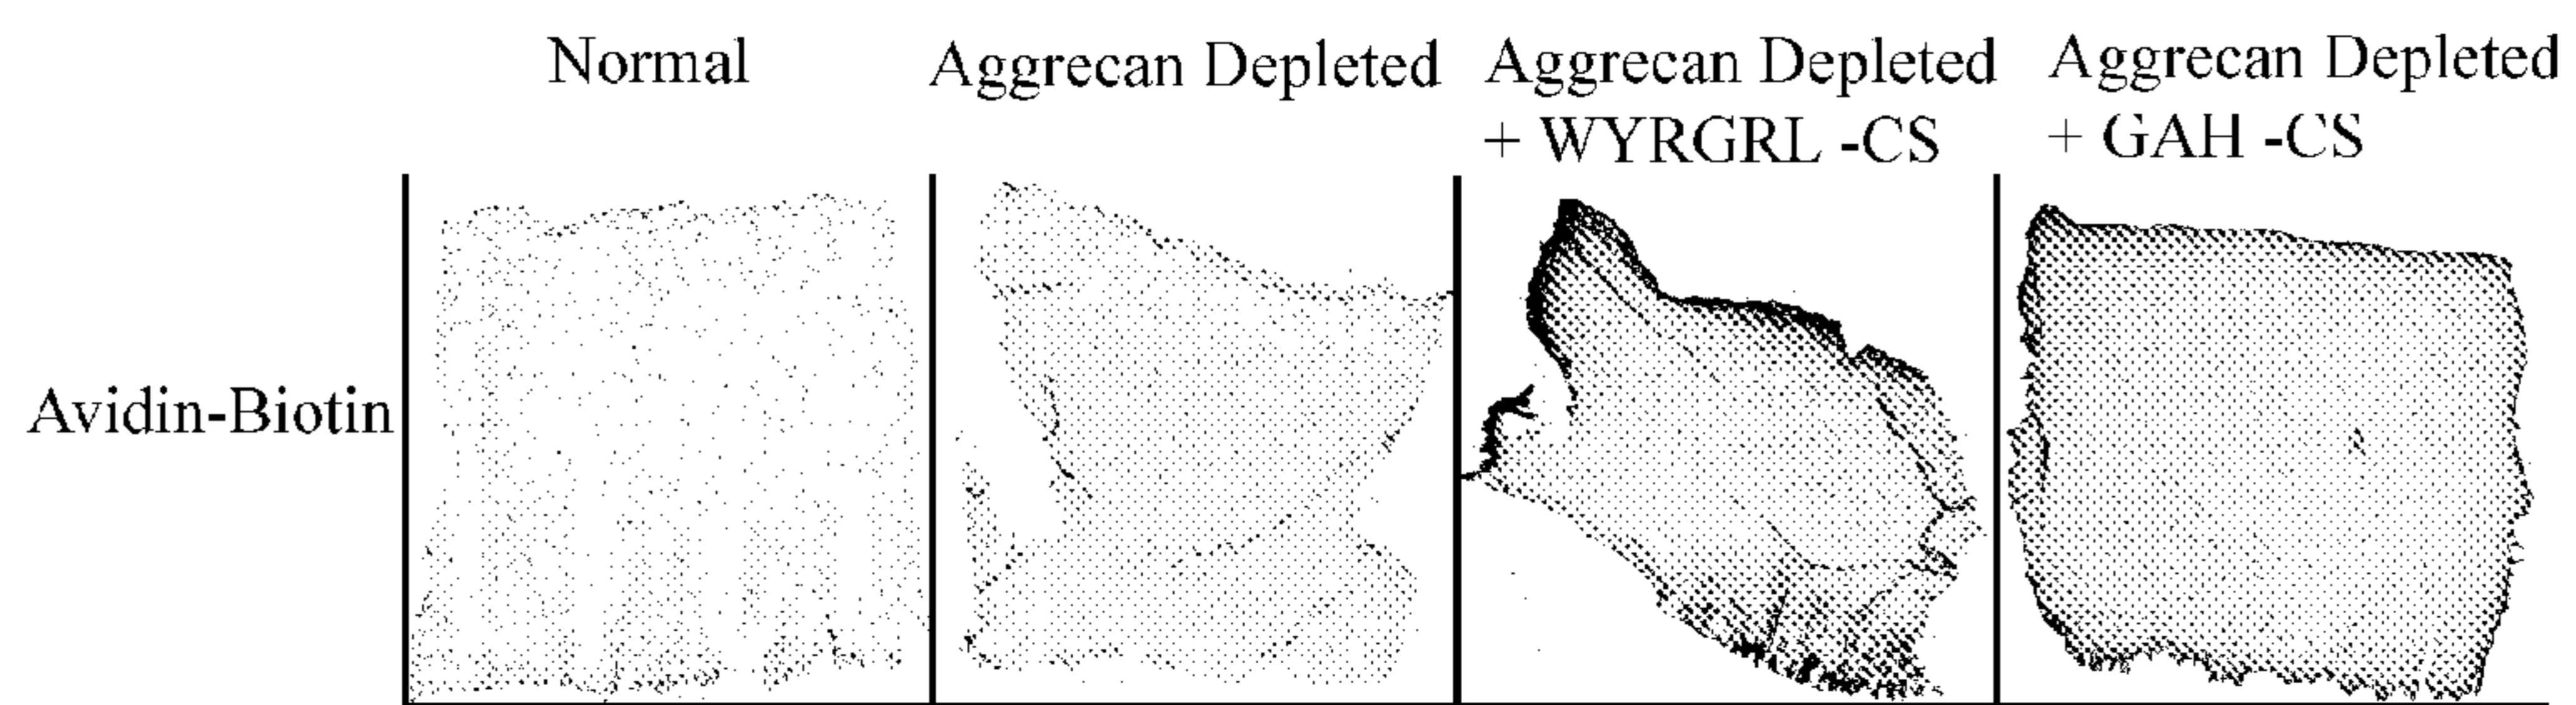 Normal
Aggrecan Depleted
Aggrecan Depleted
+ WYRGRL -CS
Aggrecan Depleted
+ GAH -CS
Avidin-Biotin